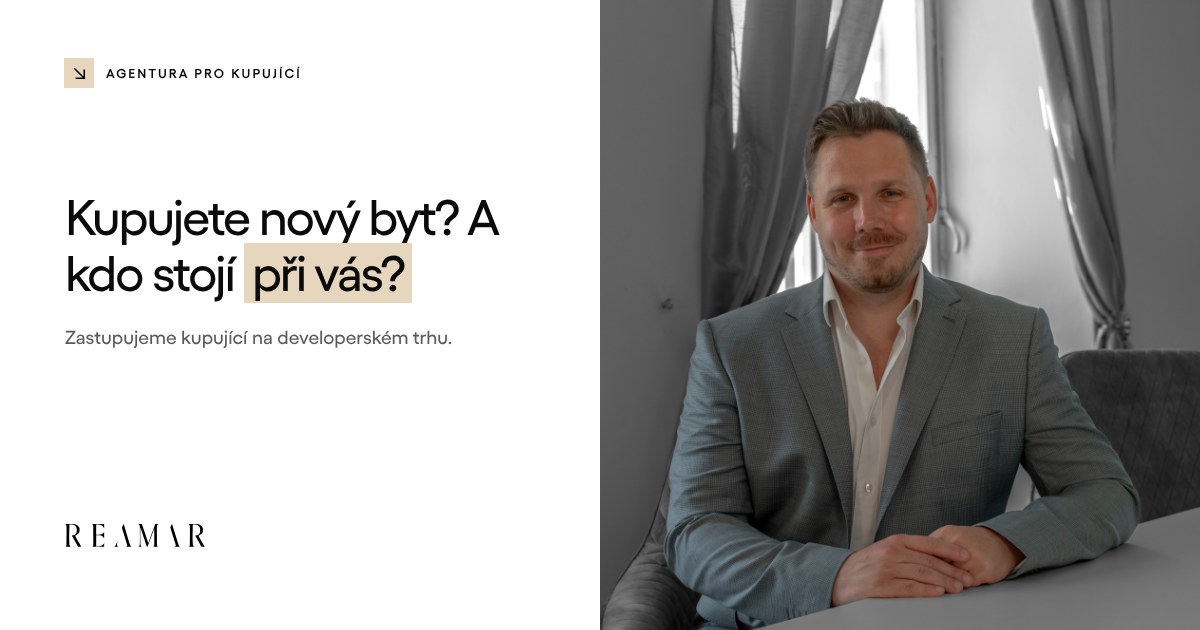 AGENTURA PRO KUPUJÍCÍ
Kupujete nový byt? A
kdo stojí při vás?
Zastupujeme kupující na developerském trhu.
REAMAR